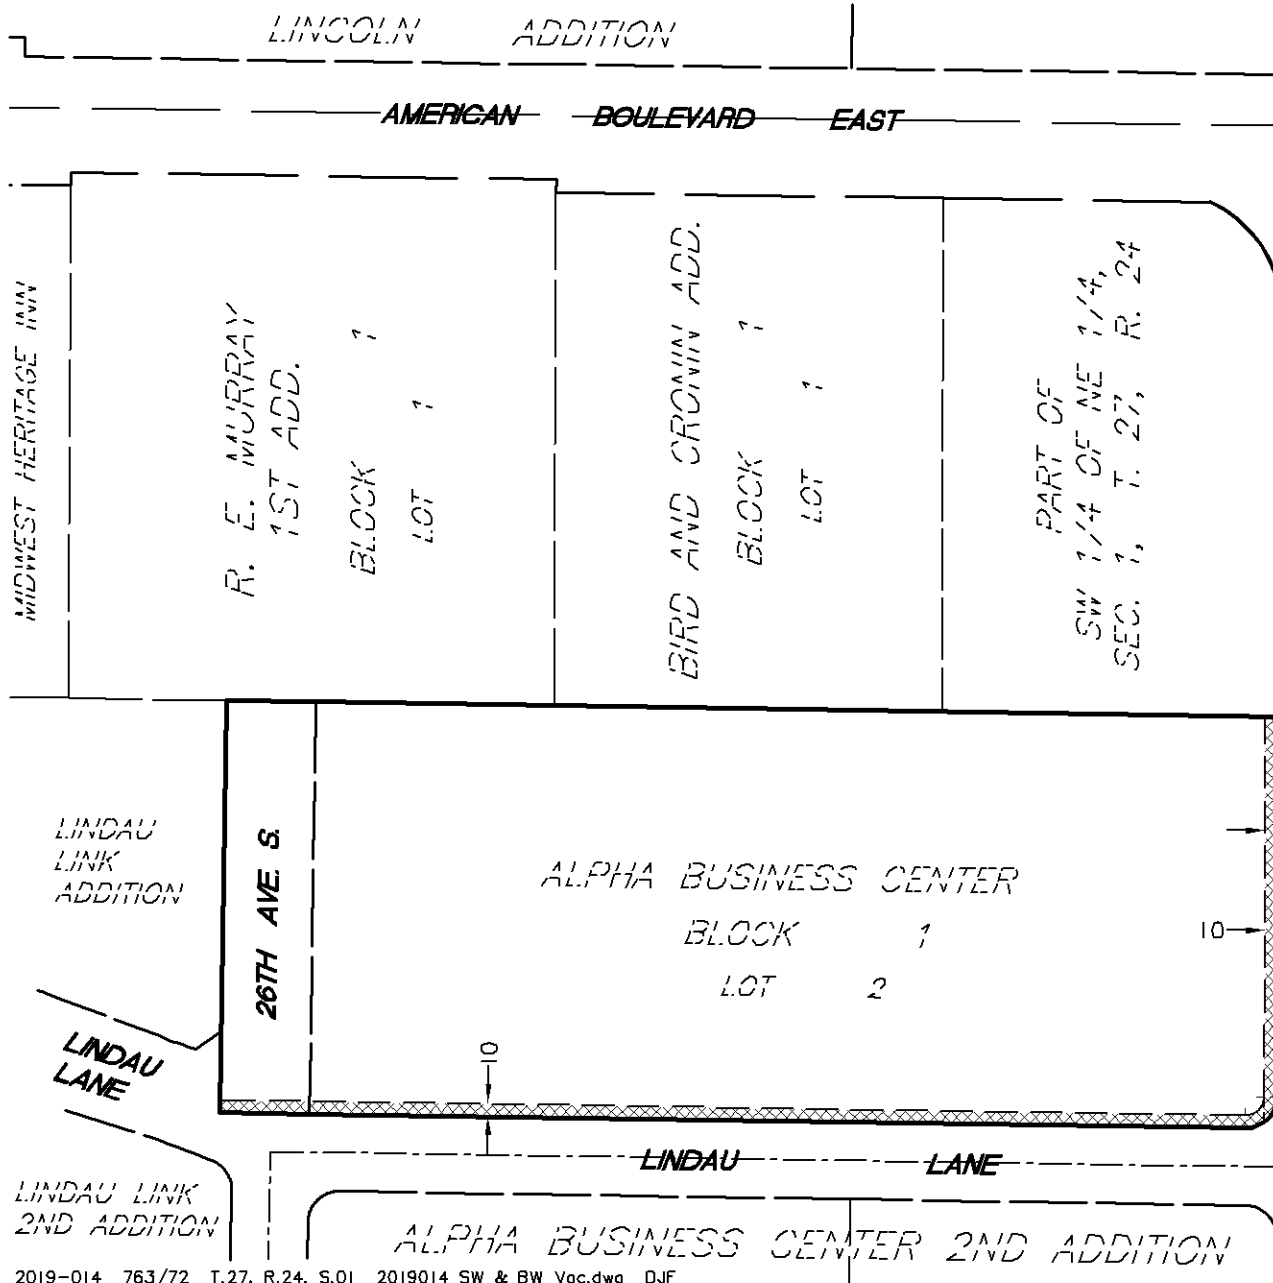 LINCOLN ADDITION
AMERICAN BOULEVARD EAST
MIDWEST HERITAGE INN
R. E. MURRAY
1ST ADD.
BLOCK 1
LOT 1
BIRD AND CRONIN ADD.
BLOCK 1
LOT 1
PART OF
SW 1/4 OF NE 1/4,
SEC. 1, T. 27, R. 24
LINDAU
LINK
ADDITION
26TH AVE. S.
ALPHA BUSINESS CENTER
BLOCK 1
LOT 2
10
10
LINDAU
LANE
LINDAU LANE
LINDAU LINK
2ND ADDITION
ALPHA BUSINESS CENTER 2ND ADDITION
2019-014 763/72 T.27, R.24, S.01 2019014 SW & BW Vac.dwg DJF